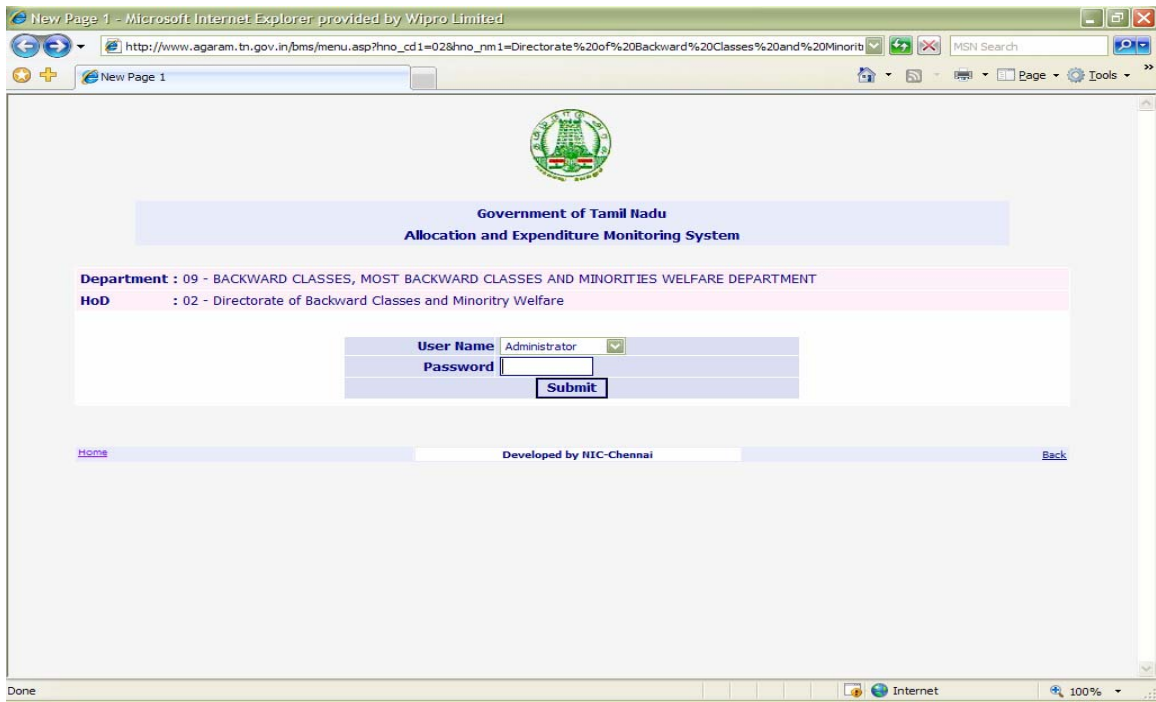 New Page 1 - Microsoft Internet Explorer provided by Wipro Limited
http://www.agaram.tn.gov.in/bms/menu.asp?hno_cd1=02&hno_nm1=Directorate%20of%20Backward%20Classes%20and%20Minorit
MSN Search
New Page 1
Page
Tools
Government of Tamil Nadu
Allocation and Expenditure Monitoring System
Department : 09 - BACKWARD CLASSES, MOST BACKWARD CLASSES AND MINORITIES WELFARE DEPARTMENT
HoD : 02 - Directorate of Backward Classes and Minoritry Welfare
User Name Administrator
Password
Submit
Home Developed by NIC-Chennai Back
Done Internet 100%